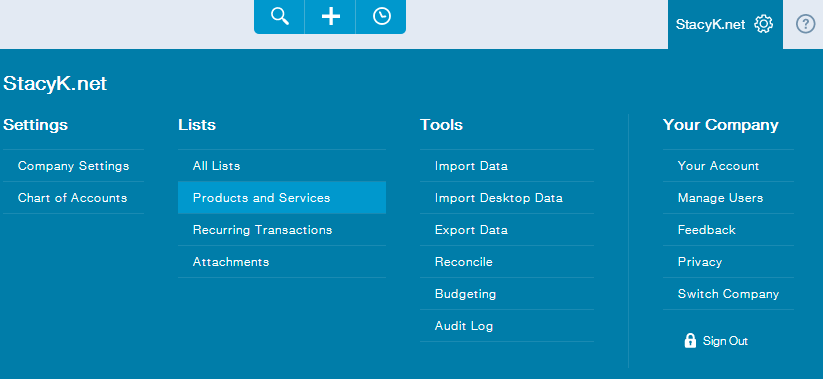 StacyK.net
StacyK.net
Settings
Company Settings
Chart of Accounts
Lists
All Lists
Products and Services
Recurring Transactions
Attachments
Tools
Import Data
Import Desktop Data
Export Data
Reconcile
Budgeting
Audit Log
Your Company
Your Account
Manage Users
Feedback
Privacy
Switch Company
Sign Out